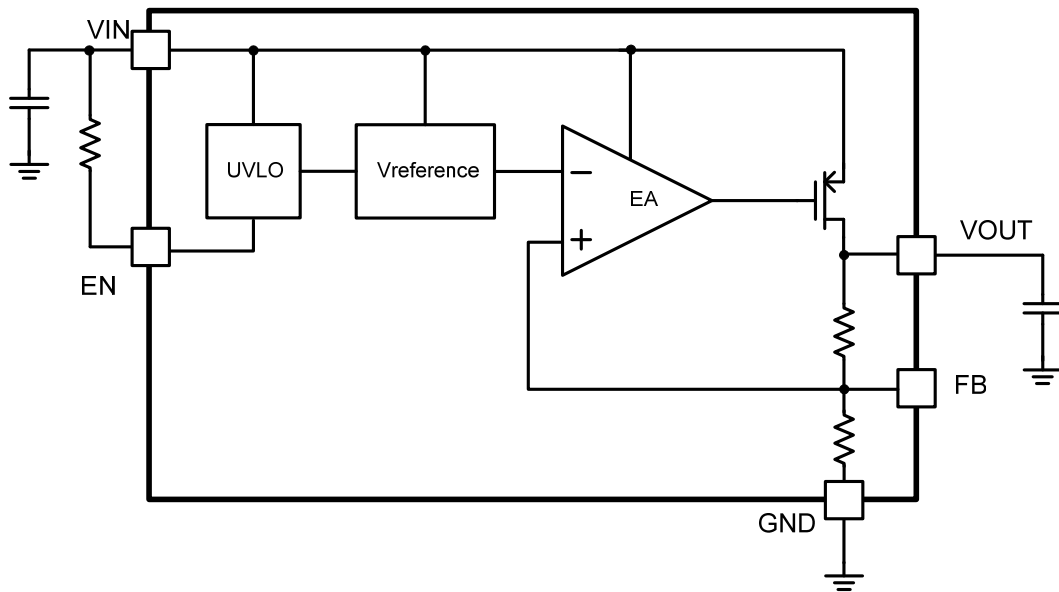 VIN
UVLO
Vreference
−
EA
+
VOUT
EN
FB
GND